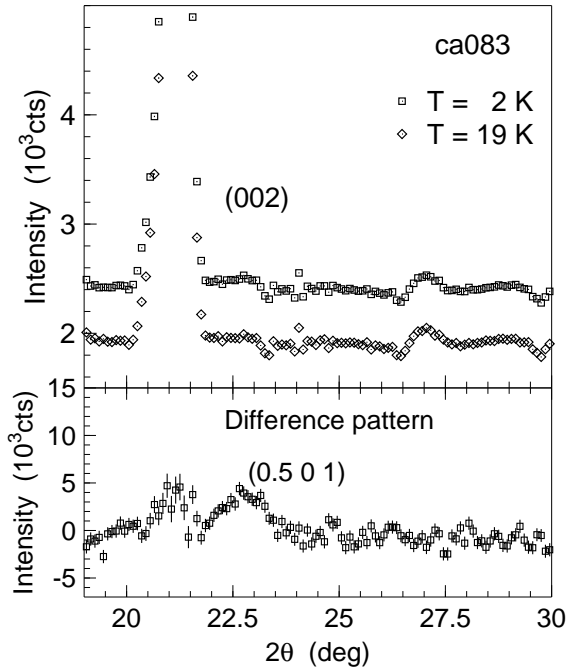 ca083
T = 2 K
T = 19 K
(002)
Intensity (10³cts)
4
3
2
Difference pattern
(0.5 0 1)
Intensity (10³cts)
15
10
5
0
-5
20 22.5 25 27.5 30
2θ (deg)